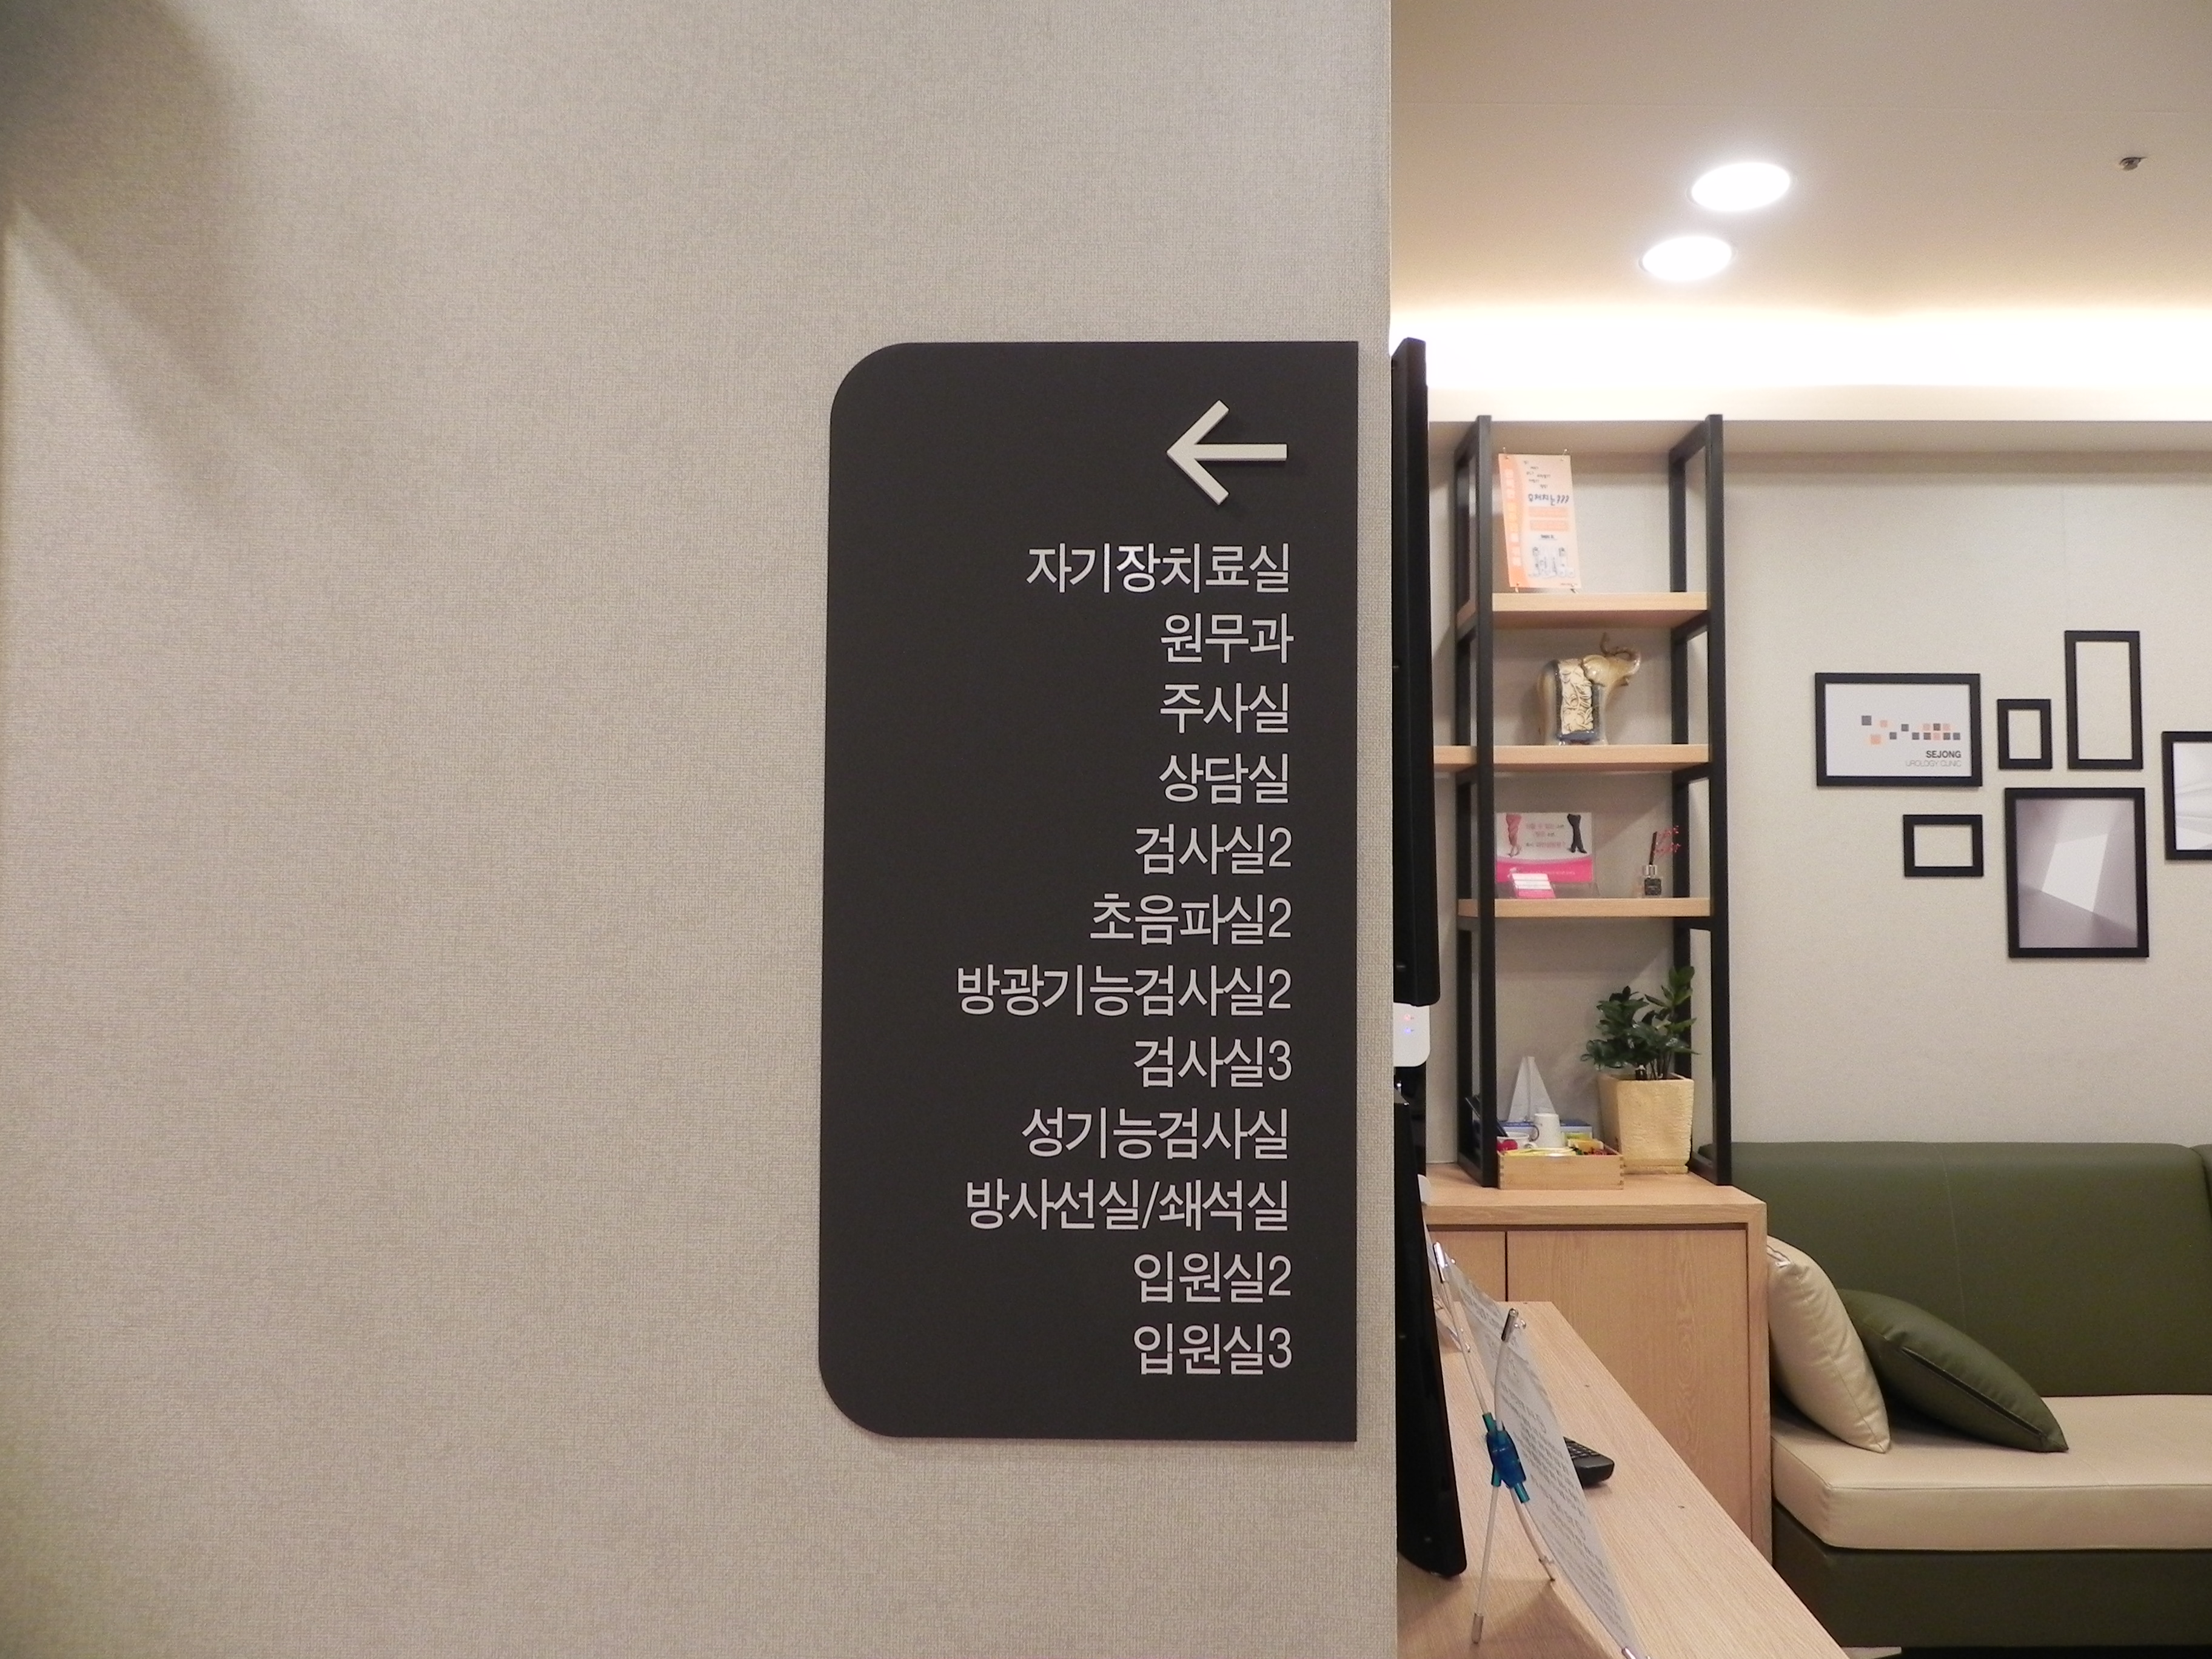 자기장치료실
원무과
주사실
상담실
검사실2
초음파실2
방광기능검사실2
검사실3
성기능검사실
방사선실/쇄석실
입원실2
입원실3
SEJONG
UROLOGY CLINIC